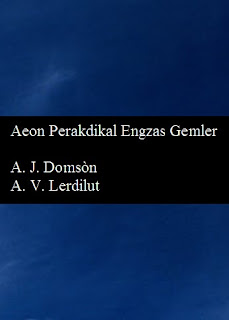 Aeon Perakdikal Engzas Gemler
A. J. Domsòn
A. V. Lerdilut